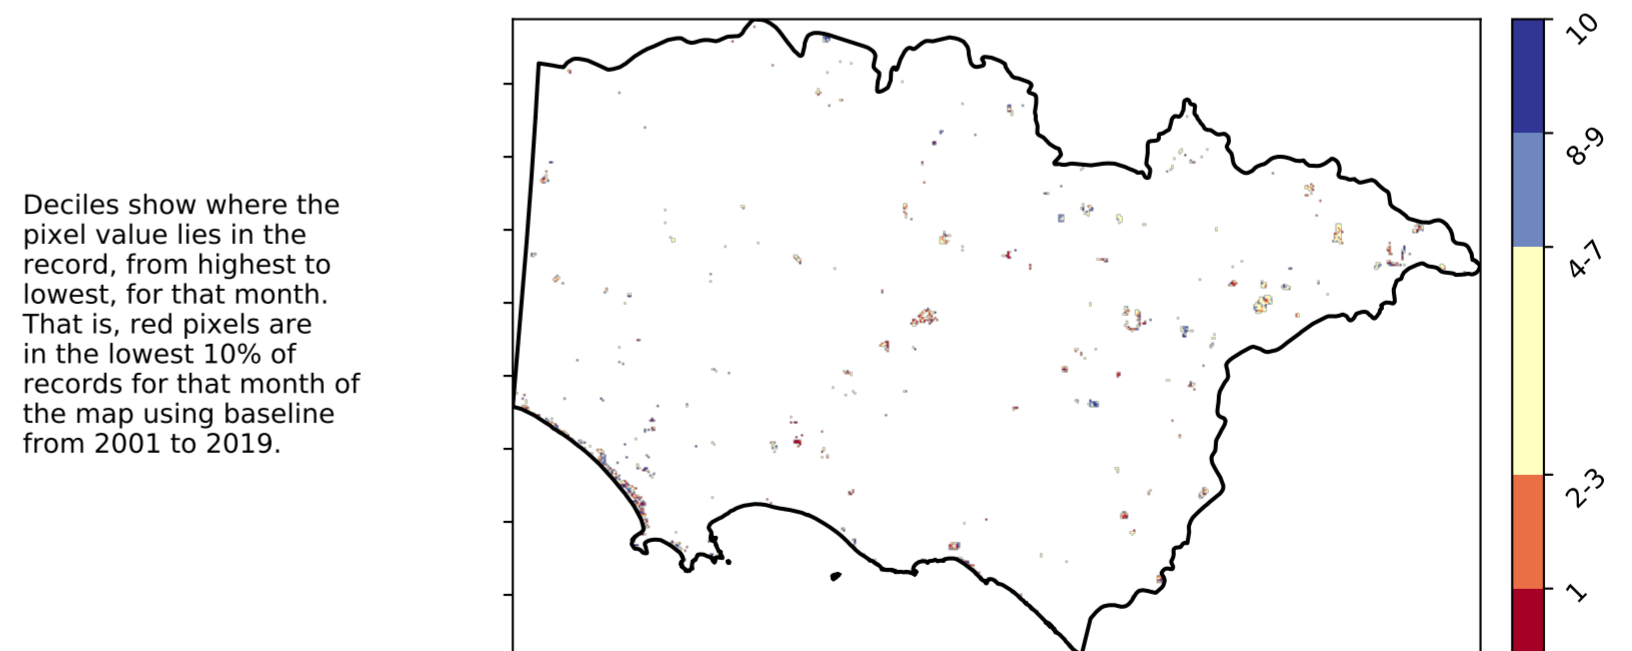 Deciles show where the
pixel value lies in the
record, from highest to
lowest, for that month.
That is, red pixels are
in the lowest 10% of
records for that month of
the map using baseline
from 2001 to 2019.
10
8-9
4-7
2-3
1